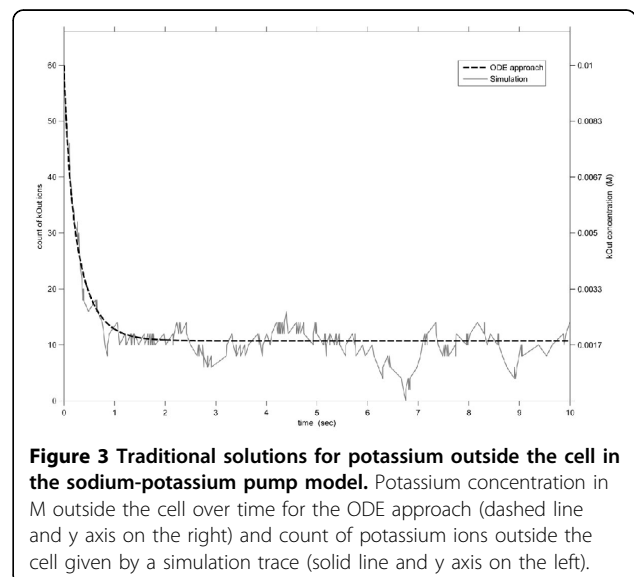 60
50
40
30
20
10
0
count of kOut ions
ODE approach
Simulation
0.01
0.0083
0.0067
0.005
0.0033
0.0017
0
kOut concentration (M)
0 1 2 3 4 5 6 7 8 9 10
time (sec)
Figure 3 Traditional solutions for potassium outside the cell in
the sodium-potassium pump model. Potassium concentration in
M outside the cell over time for the ODE approach (dashed line
and y axis on the right) and count of potassium ions outside the
cell given by a simulation trace (solid line and y axis on the left).